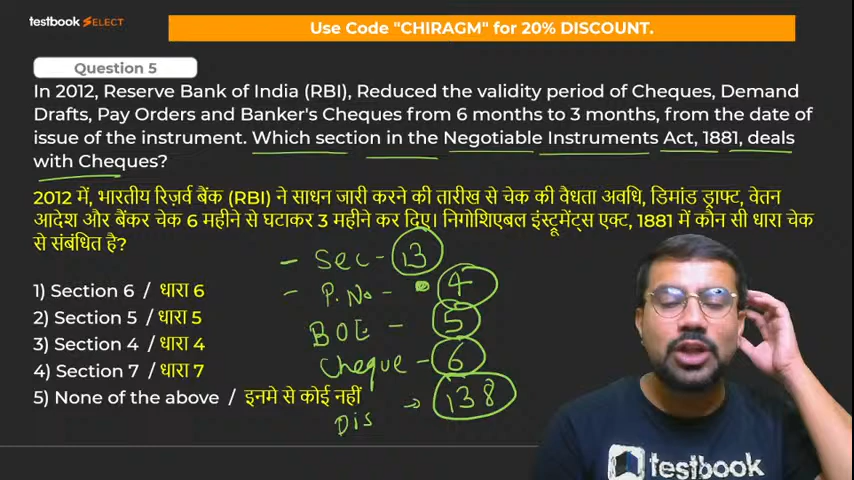 testbook SELECT
Use Code "CHIRAGM" for 20% DISCOUNT.
Question 5
In 2012, Reserve Bank of India (RBI), Reduced the validity period of Cheques, Demand
Drafts, Pay Orders and Banker's Cheques from 6 months to 3 months, from the date of
issue of the instrument. Which section in the Negotiable Instruments Act, 1881, deals
with Cheques?
2012 में, भारतीय रिज़र्व बैंक (RBI) ने साधन जारी करने की तारीख से चेक की वैधता अवधि, डिमांड ड्राफ्ट, वेतन
आदेश और बैंकर चेक 6 महीने से घटाकर 3 महीने कर दिए। निगोशिएबल इंस्ट्रूमेंट्स एक्ट, 1881 में कौन सी धारा चेक
से संबंधित है?
- Sec - 13
- P. No - 4
BOE - 5
Cheque - 6
Dis → 138
1) Section 6 / धारा 6
2) Section 5 / धारा 5
3) Section 4 / धारा 4
4) Section 7 / धारा 7
5) None of the above / इनमे से कोई नहीं
testbook